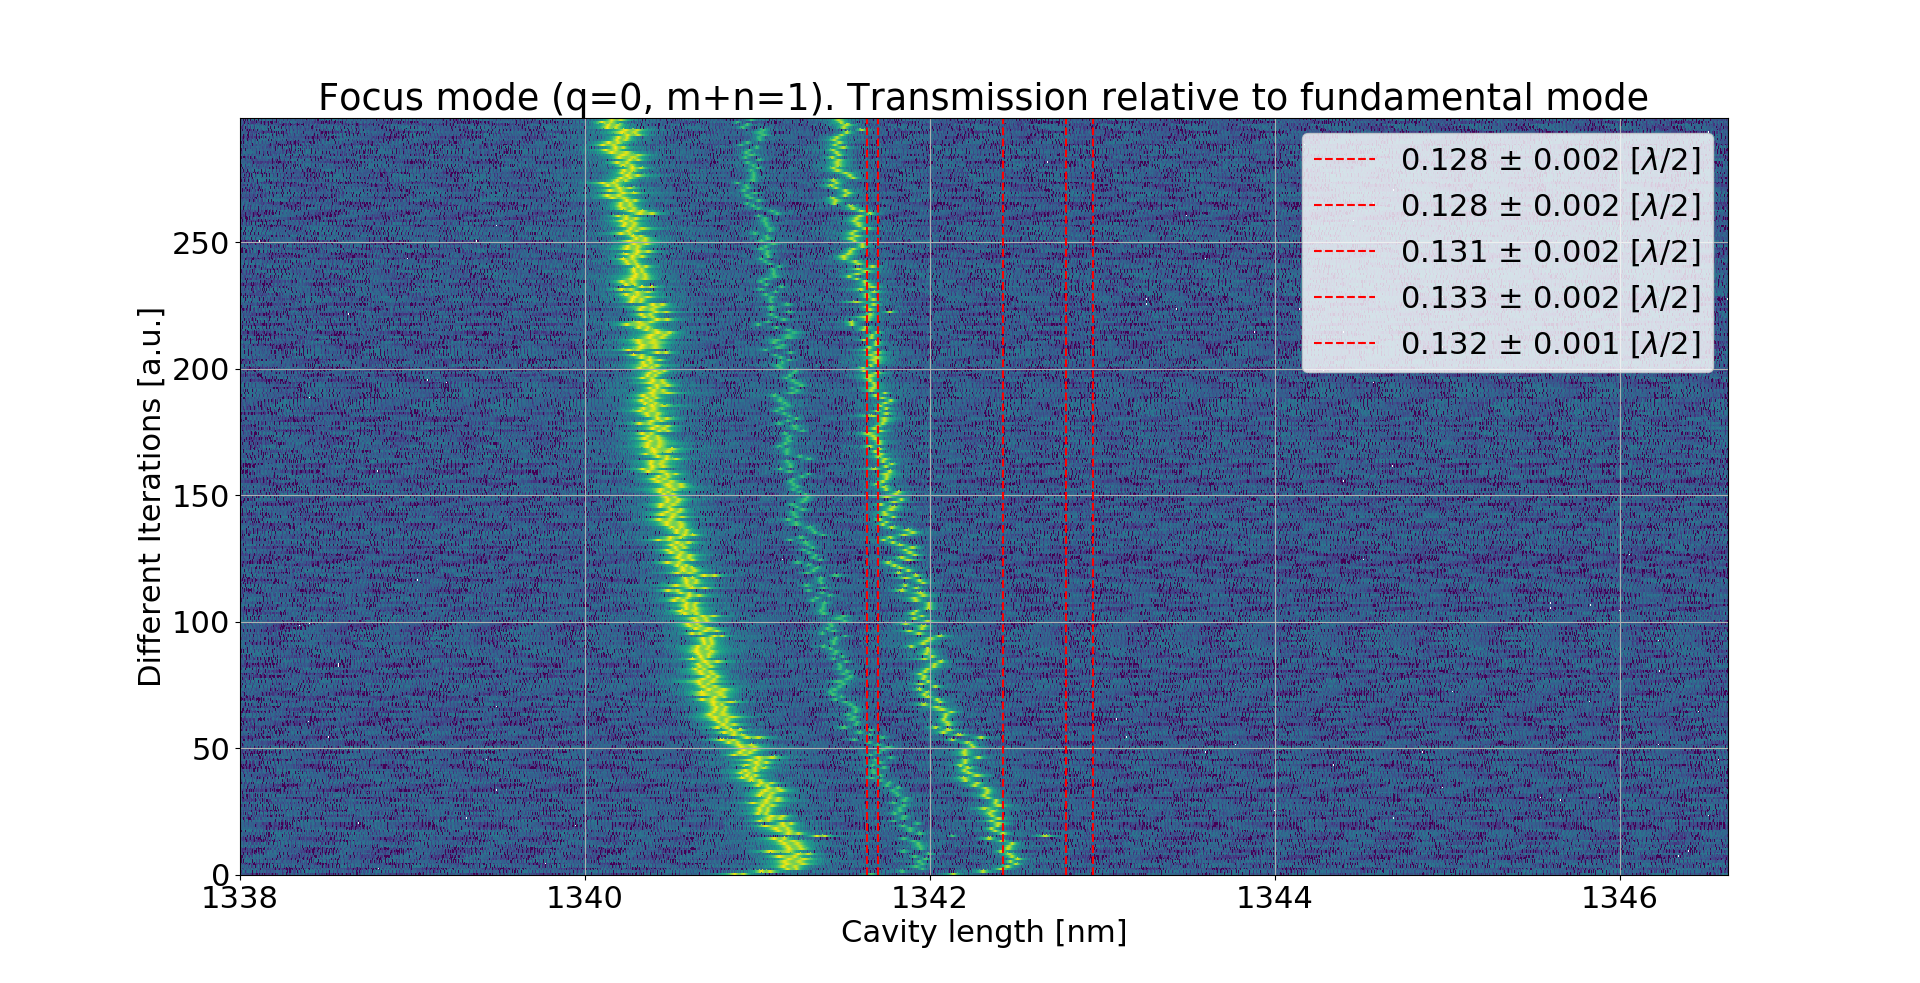 Focus mode (q=0, m+n=1). Transmission relative to fundamental mode
0.128 ± 0.002 [λ/2]
0.128 ± 0.002 [λ/2]
0.131 ± 0.002 [λ/2]
0.133 ± 0.002 [λ/2]
0.132 ± 0.001 [λ/2]
Different Iterations [a.u.]
250
200
150
100
50
0
1338 1340 1342 1344 1346
Cavity length [nm]